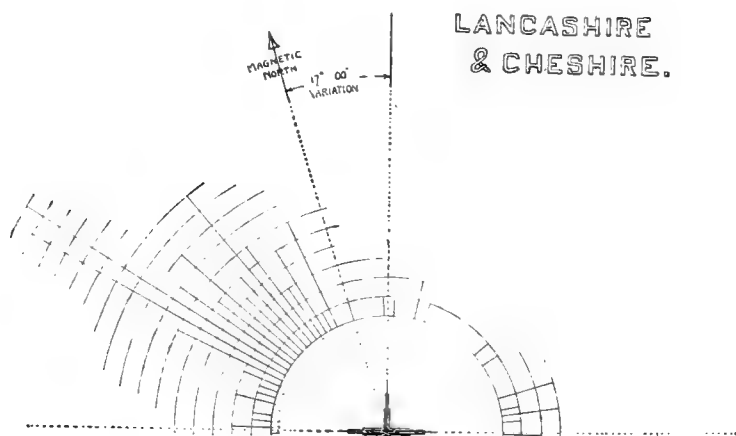 LANCASHIRE
& CHESHIRE.
MAGNETIC
NORTH
17° 00'
VARIATION